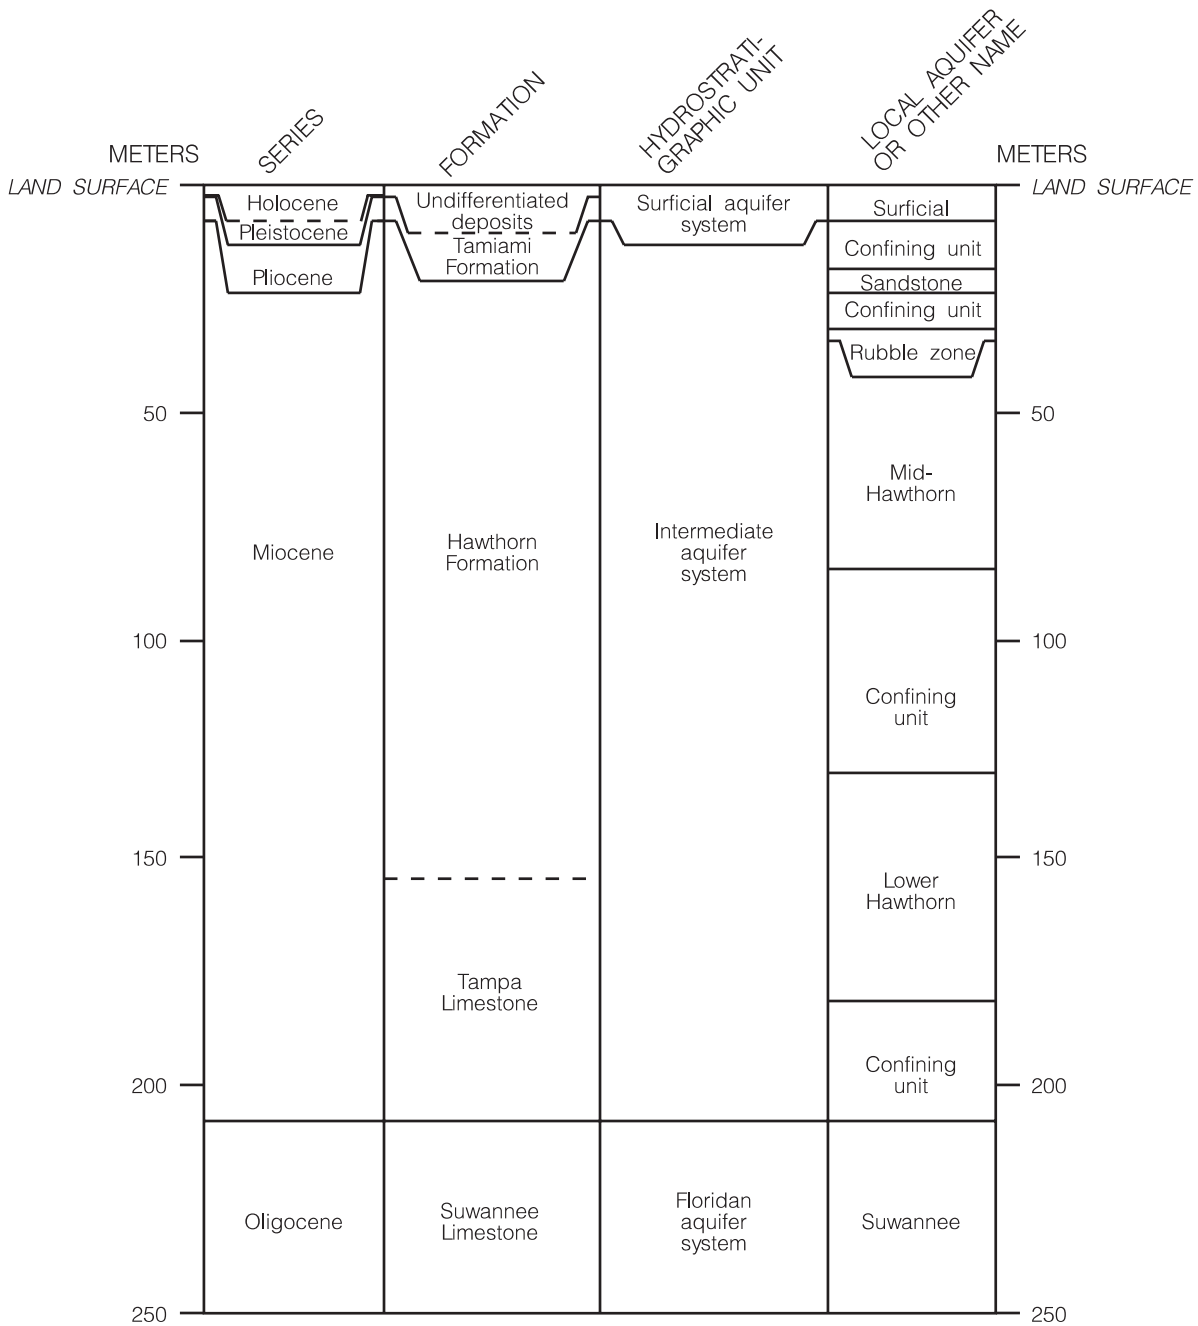 METERS
LAND SURFACE
SERIES
FORMATION
HYDROSTRATI-
GRAPHIC UNIT
LOCAL AQUIFER
OR OTHER NAME
METERS
LAND SURFACE
Holocene
Pleistocene
Pliocene
Miocene
Oligocene
Undifferentiated
deposits
Tamiami
Formation
Hawthorn
Formation
Tampa
Limestone
Suwannee
Limestone
Surficial aquifer
system
Intermediate
aquifer
system
Floridan
aquifer
system
Surficial
Confining unit
Sandstone
Confining unit
Rubble zone
Mid-
Hawthorn
Confining
unit
Lower
Hawthorn
Confining
unit
Suwannee
50
100
150
200
250
50
100
150
200
250